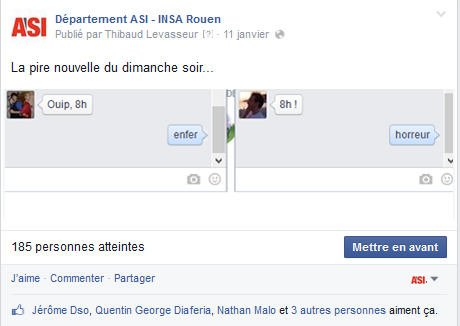 ASI
Département ASI - INSA Rouen
Publié par Thibaud Levasseur [?] · 11 janvier ·
La pire nouvelle du dimanche soir...
Ouip, 8h
enfer
8h !
horreur
185 personnes atteintes
Mettre en avant
J'aime · Commenter · Partager
ASI
Jérôme Dso, Quentin George Diaferia, Nathan Malo et 3 autres personnes aiment ça.